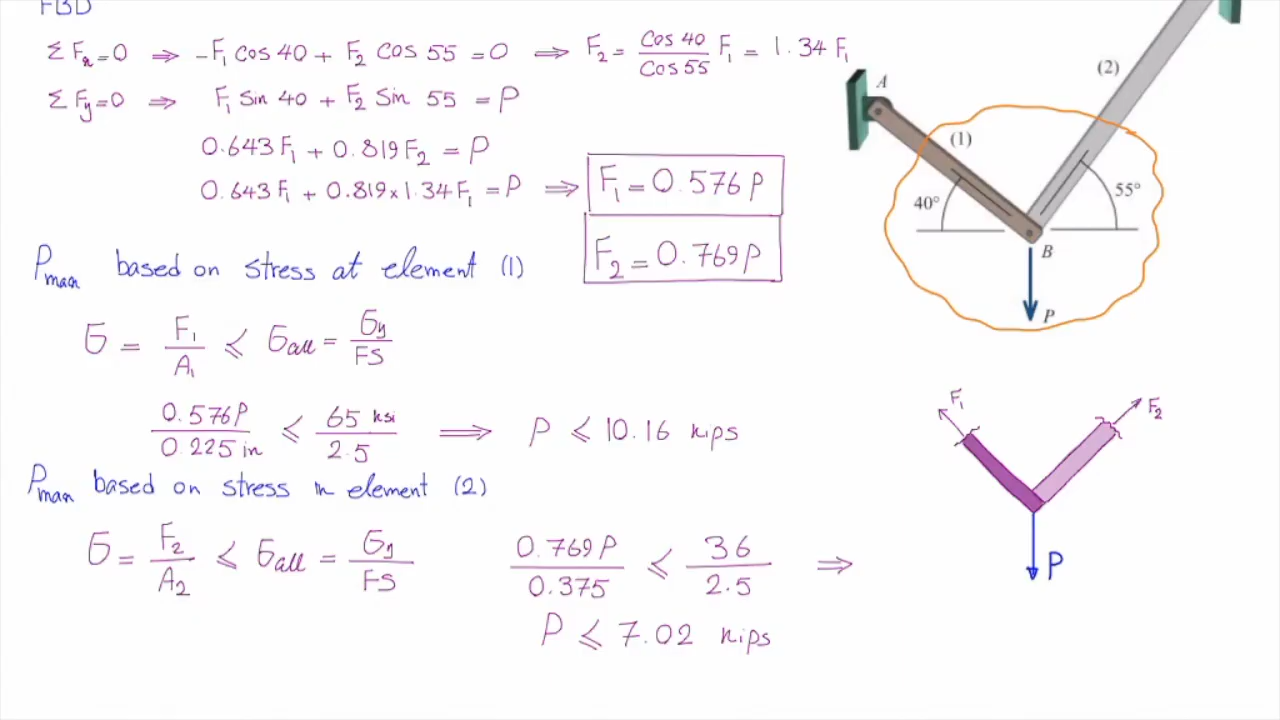 FBD
ΣFx=0 ⇒ -F₁ Cos 40 + F₂ Cos 55 = 0 ⇒ F₂ = Cos 40 / Cos 55 F₁ = 1.34 F₁
ΣFy=0 ⇒ F₁ Sin 40 + F₂ Sin 55 = P
0.643 F₁ + 0.819 F₂ = P
0.643 F₁ + 0.819 × 1.34 F₁ = P ⇒ F₁ = 0.576 P
F₂ = 0.769 P
Pmax based on stress at element (1)
σ = F₁ / A₁ ⩽ σall = σy / FS
0.576P / 0.225 in ⩽ 65 ksi / 2.5 ⟹ P ⩽ 10.16 kips
Pmax based on stress in element (2)
σ = F₂ / A₂ ⩽ σall = σy / FS
0.769 P / 0.375 ⩽ 36 / 2.5 ⇒
P ⩽ 7.02 kips
(2)
A
(1)
40°
55°
B
P
F₁
F₂
P